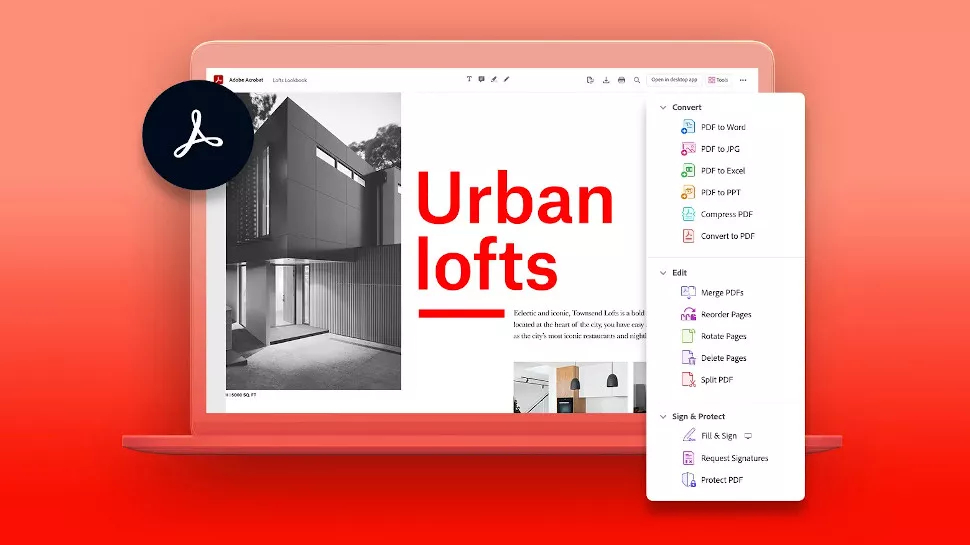 Adobe Acrobat
Lofts Lookbook
Open in desktop app
Tools
Urban
lofts
Eclectic and iconic, Townsend Lofts is a bold
located at the heart of the city, you have easy
as the city's most iconic restaurants and
5000 SQ. FT
Convert
PDF to Word
PDF to JPG
PDF to Excel
PDF to PPT
Compress PDF
Convert to PDF
Edit
Merge PDFs
Reorder Pages
Rotate Pages
Delete Pages
Split PDF
Sign & Protect
Fill & Sign
Request Signatures
Protect PDF